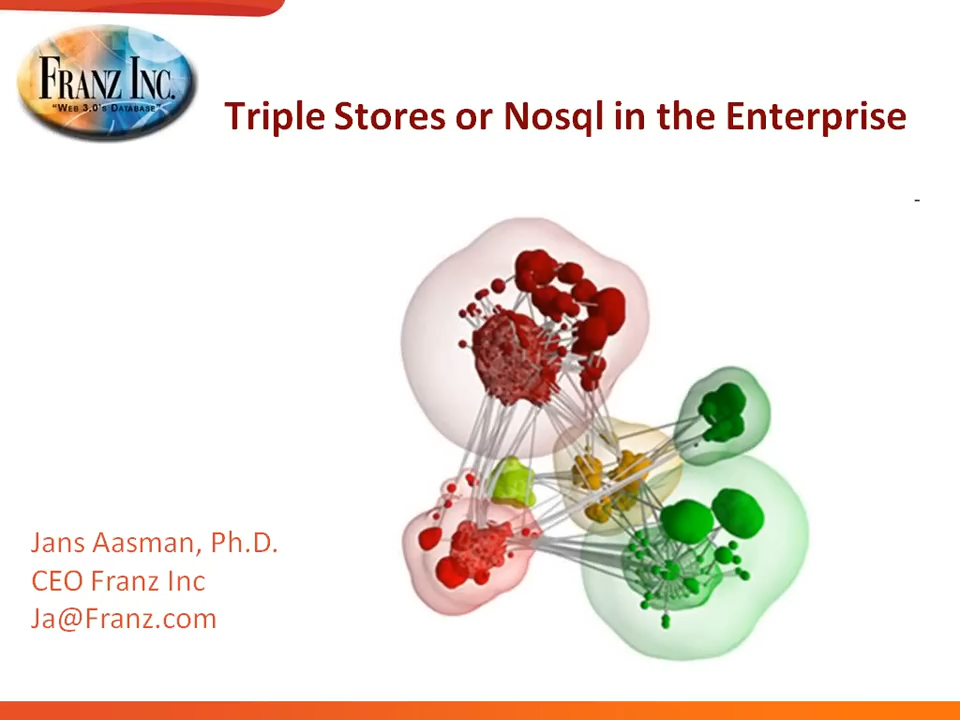 FRANZ INC.
"WEB 3.0'S DATABASE"
Triple Stores or Nosql in the Enterprise
-
Jans Aasman, Ph.D.
CEO Franz Inc
Ja@Franz.com